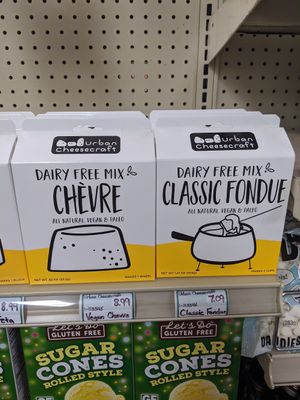 urban
Cheesecraft
DAIRY FREE MIX
CHÈVRE
ALL NATURAL VEGAN & PALEO
urban
Cheesecraft
DAIRY FREE MIX
CLASSIC FONDUE
ALL NATURAL VEGAN & PALEO
8.99
Vegan Chevre
7.09
Classic Fondue
Let's Do
GLUTEN FREE
SUGAR
CONES
ROLLED STYLE
Let's Do
GLUTEN FREE
SUGAR
CONES
ROLLED STYLE